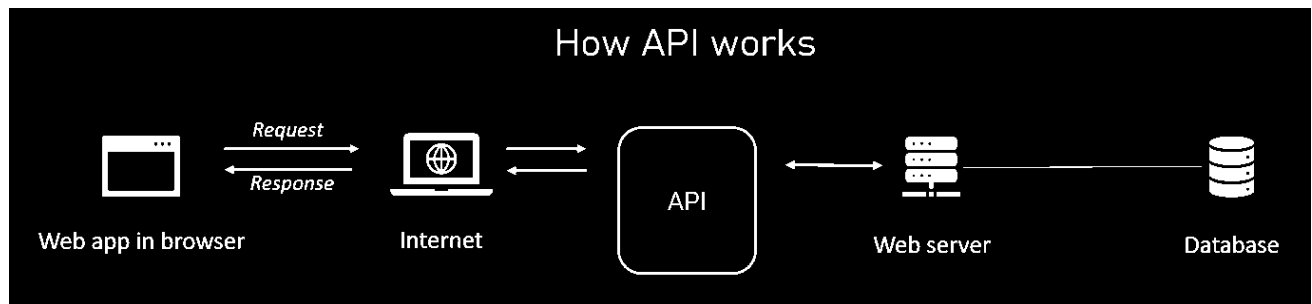 How API works
Request
Response
API
Web app in browser
Internet
Web server
Database